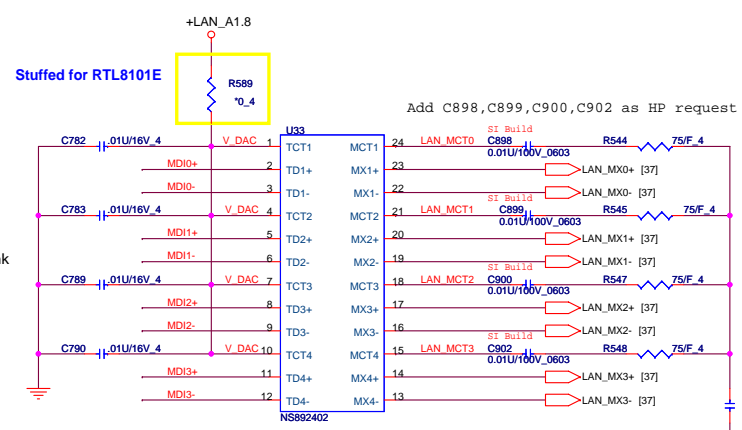 +LAN_A1.8
Stuffed for RTL8101E
R589
*0_4
Add C898,C899,C900,C902 as HP request
U33
SI Build
C782 .01U/16V_4 V_DAC 1 TCT1 MCT1 24 LAN_MCT0 C898 R544 75/F_4
0.01U/100V_0603
MDI0+ 2 TD1+ MX1+ 23 LAN_MX0+ [37]
MDI0- 3 TD1- MX1- 22 LAN_MX0- [37]
SI Build
C783 .01U/16V_4 V_DAC 4 TCT2 MCT2 21 LAN_MCT1 C899 R545 75/F_4
0.01U/100V_0603
MDI1+ 5 TD2+ MX2+ 20 LAN_MX1+ [37]
MDI1- 6 TD2- MX2- 19 LAN_MX1- [37]
SI Build
C789 .01U/16V_4 V_DAC 7 TCT3 MCT3 18 LAN_MCT2 C900 R547 75/F_4
0.01U/100V_0603
MDI2+ 8 TD3+ MX3+ 17 LAN_MX2+ [37]
MDI2- 9 TD3- MX3- 16 LAN_MX2- [37]
SI Build
C790 .01U/16V_4 V_DAC 10 TCT4 MCT4 15 LAN_MCT3 C902 R548 75/F_4
0.01U/100V_0603
MDI3+ 11 TD4+ MX4+ 14 LAN_MX3+ [37]
MDI3- 12 TD4- MX4- 13 LAN_MX3- [37]
NS892402